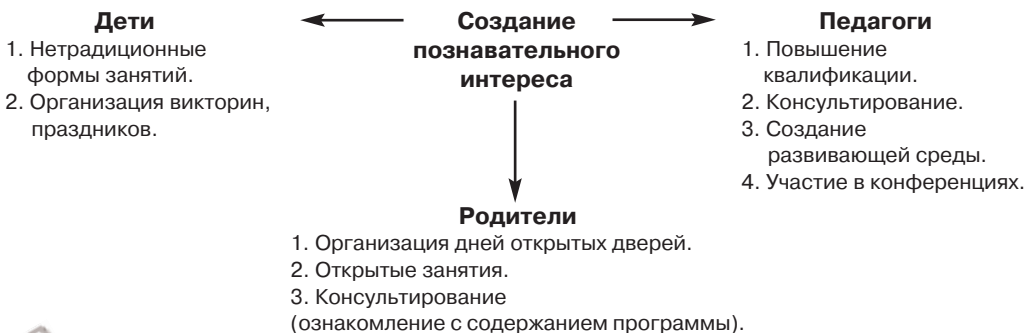 Дети
1. Нетрадиционные
формы занятий.
2. Организация викторин,
праздников.
Создание
познавательного
интереса
Педагоги
1. Повышение
квалификации.
2. Консультирование.
3. Создание
развивающей среды.
4. Участие в конференциях.
Родители
1. Организация дней открытых дверей.
2. Открытые занятия.
3. Консультирование
(ознакомление с содержанием программы).